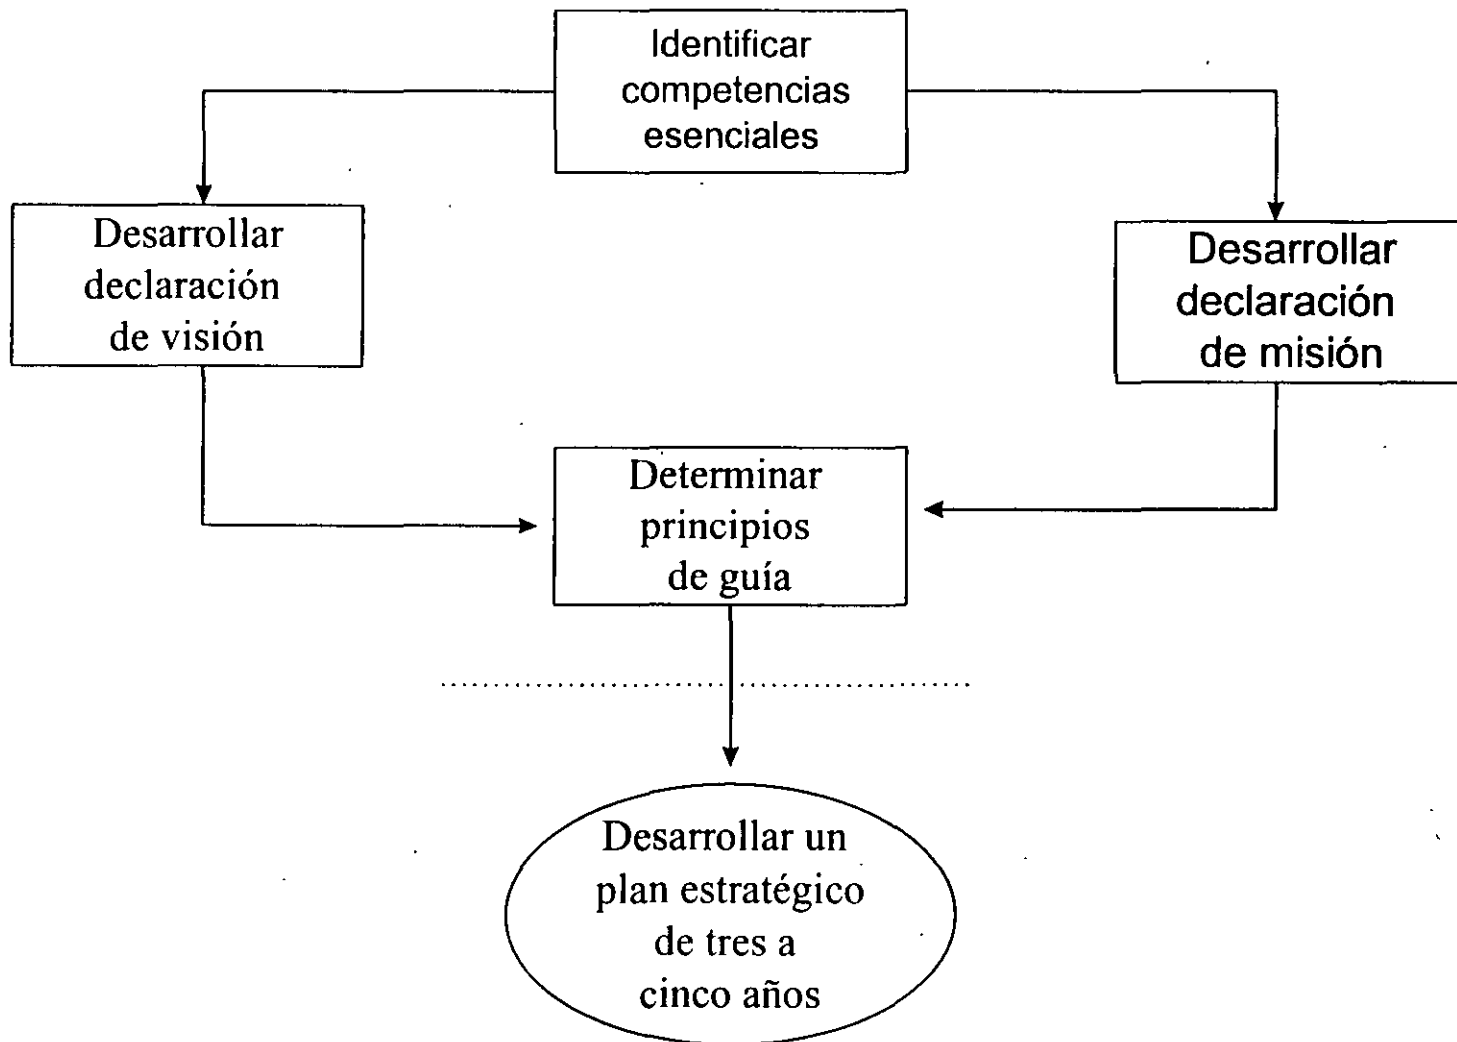 Identificar
competencias
esenciales
Desarrollar
declaración
de visión
Desarrollar
declaración
de misión
Determinar
principios
de guía
Desarrollar un
plan estratégico
de tres a
cinco años